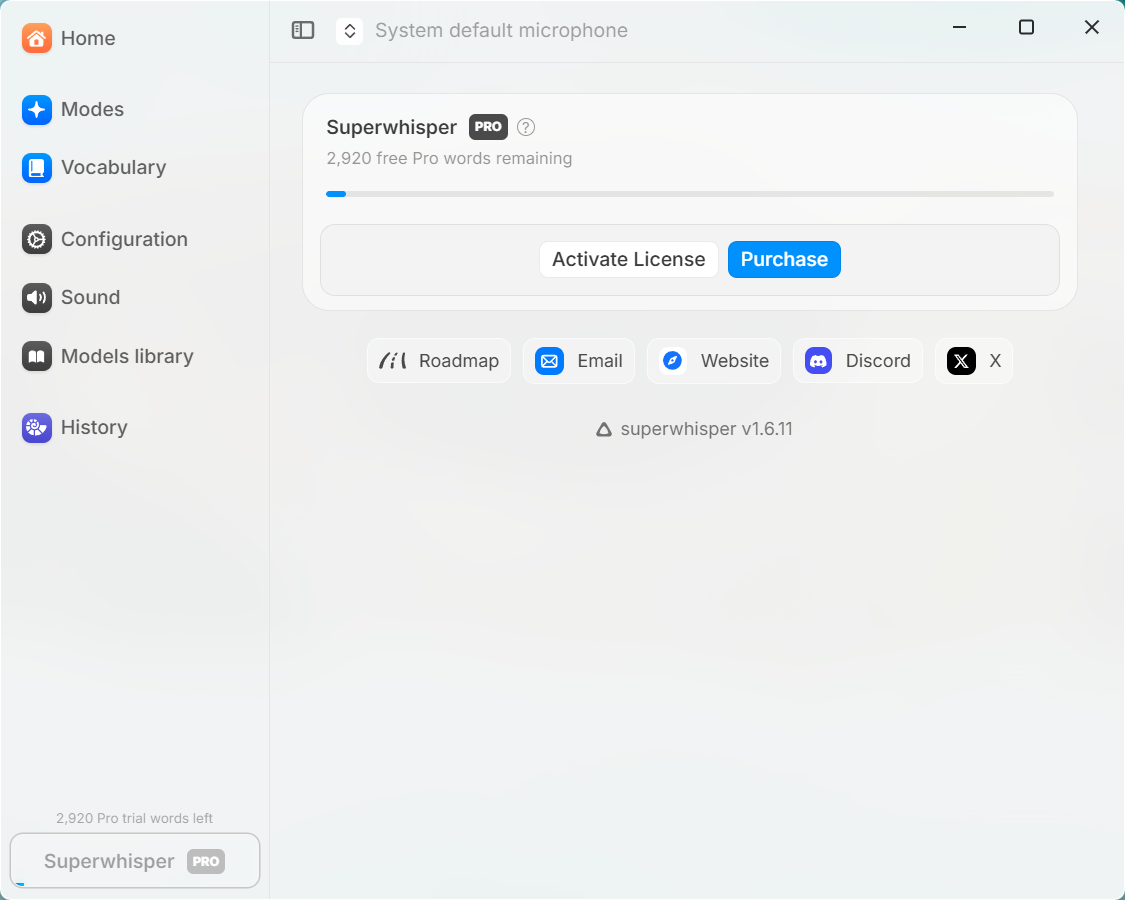 Home
Modes
Vocabulary
Configuration
Sound
Models library
History
2,920 Pro trial words left
Superwhisper PRO
System default microphone
Superwhisper PRO ?
2,920 free Pro words remaining
Activate License Purchase
Roadmap Email Website Discord X
superwhisper v1.6.11